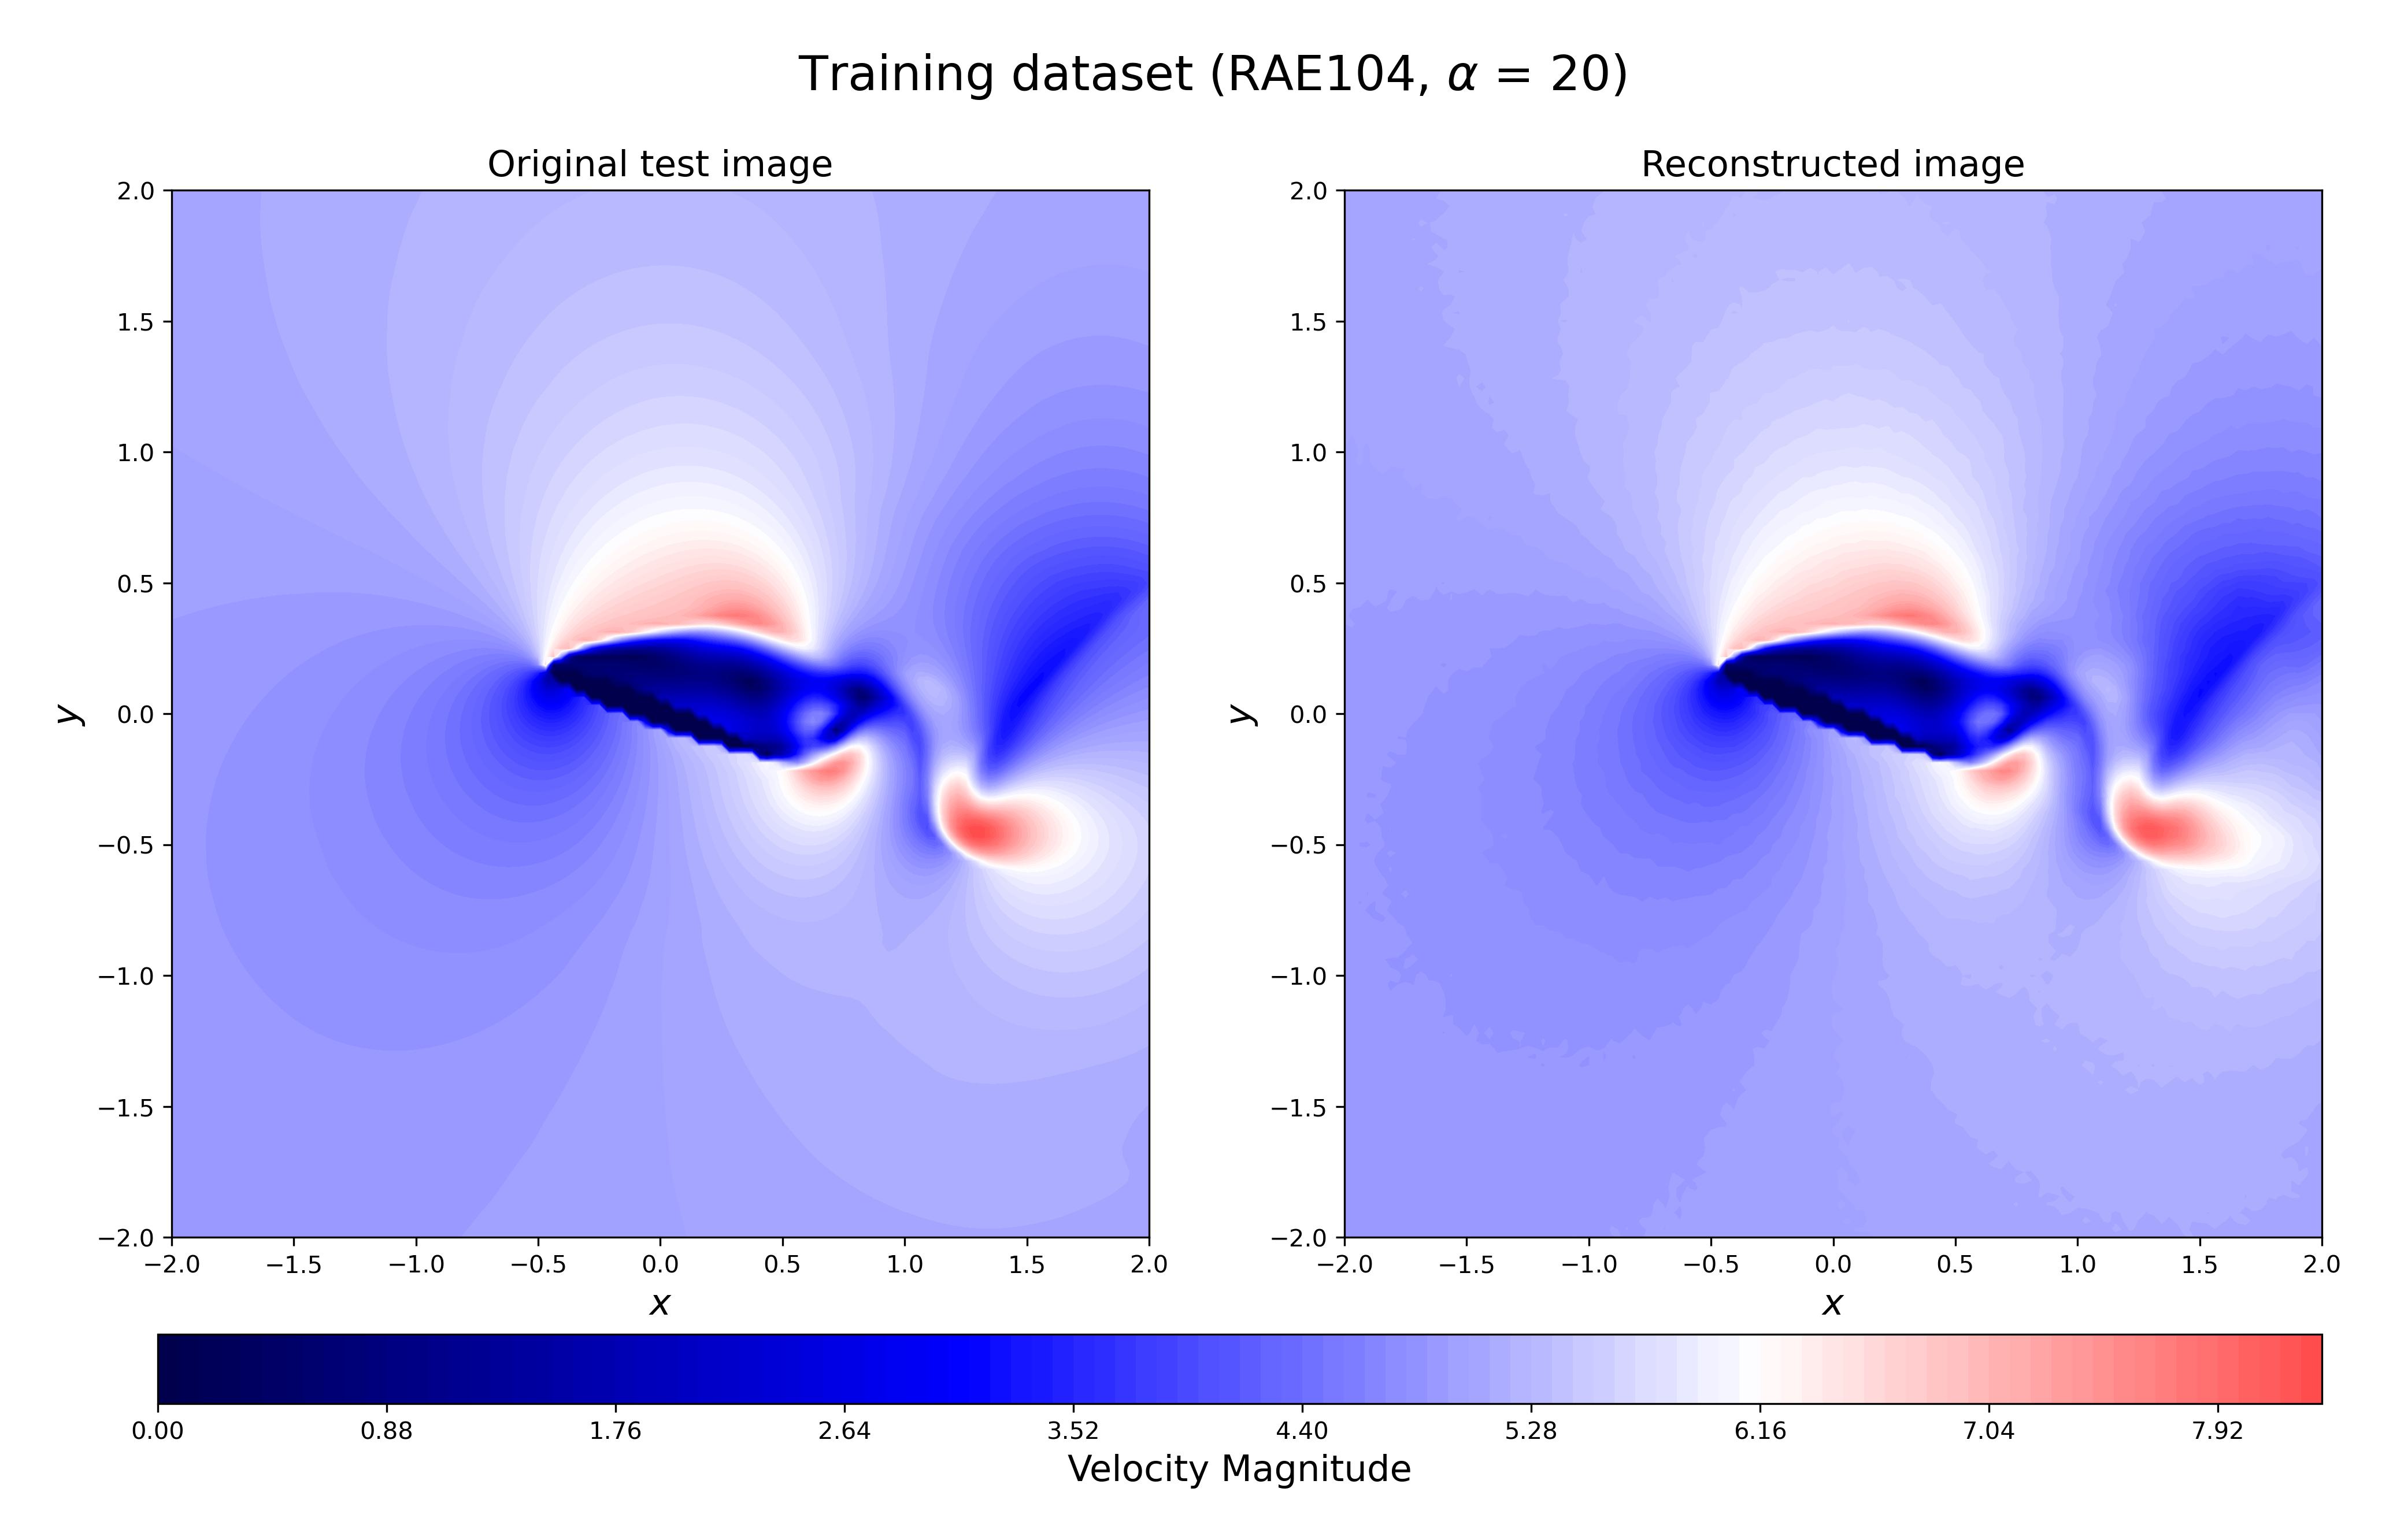 Training dataset (RAE104, α = 20)
Original test image
2.0
1.5
1.0
0.5
0.0
−0.5
−1.0
−1.5
−2.0
y
−2.0 −1.5 −1.0 −0.5 0.0 0.5 1.0 1.5 2.0
x
Reconstructed image
2.0
1.5
1.0
0.5
0.0
−0.5
−1.0
−1.5
−2.0
y
−2.0 −1.5 −1.0 −0.5 0.0 0.5 1.0 1.5 2.0
x
0.00 0.88 1.76 2.64 3.52 4.40 5.28 6.16 7.04 7.92
Velocity Magnitude